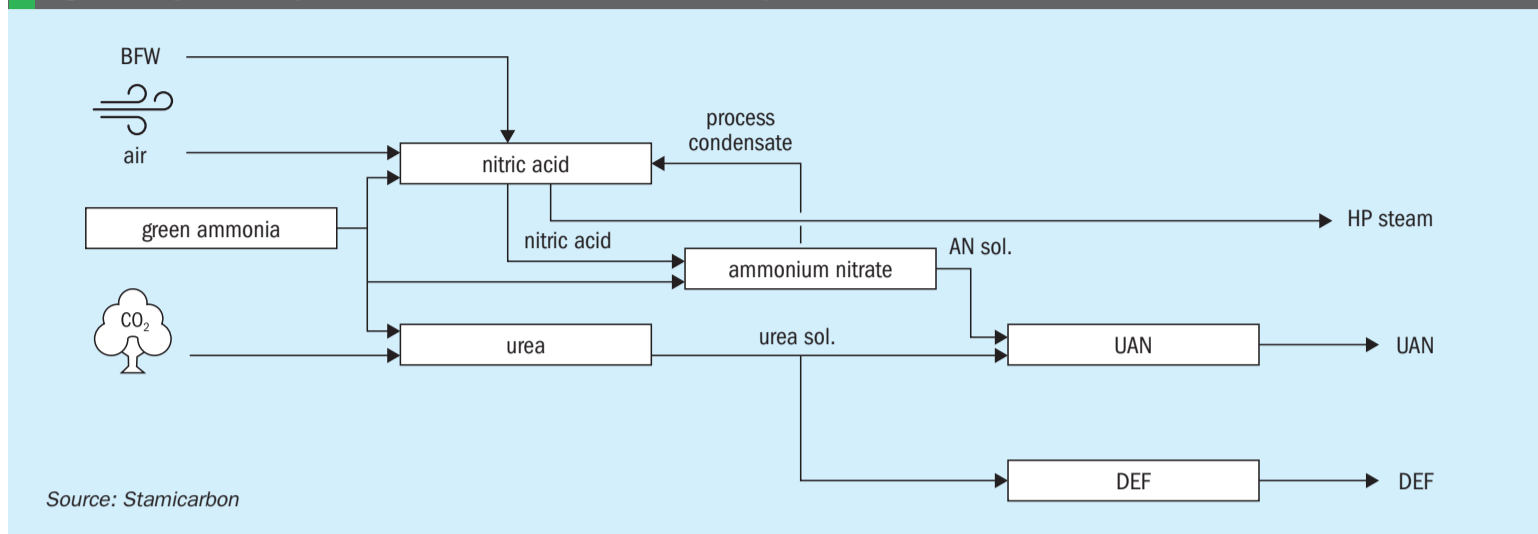 BFW
air
process
condensate
nitric acid
HP steam
green ammonia
nitric acid
AN sol.
ammonium nitrate
CO₂
urea
urea sol.
UAN
UAN
DEF
DEF
Source: Stamicarbon